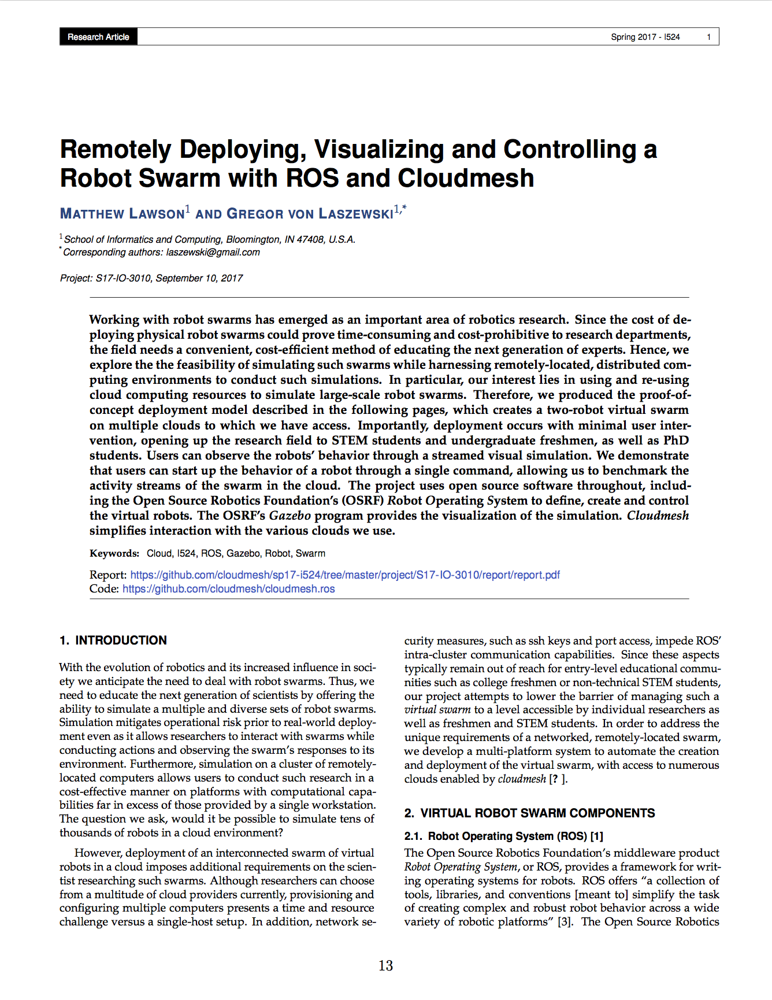 Research Article
Spring 2017 - I524 1
Remotely Deploying, Visualizing and Controlling a
Robot Swarm with ROS and Cloudmesh
MATTHEW LAWSON1 AND GREGOR VON LASZEWSKI1,*
1 School of Informatics and Computing, Bloomington, IN 47408, U.S.A.
* Corresponding authors: laszewski@gmail.com
Project: S17-IO-3010, September 10, 2017
Working with robot swarms has emerged as an important area of robotics research. Since the cost of de-
ploying physical robot swarms could prove time-consuming and cost-prohibitive to research departments,
the field needs a convenient, cost-efficient method of educating the next generation of experts. Hence, we
explore the the feasibility of simulating such swarms while harnessing remotely-located, distributed com-
puting environments to conduct such simulations. In particular, our interest lies in using and re-using
cloud computing resources to simulate large-scale robot swarms. Therefore, we produced the proof-of-
concept deployment model described in the following pages, which creates a two-robot virtual swarm
on multiple clouds to which we have access. Importantly, deployment occurs with minimal user inter-
vention, opening up the research field to STEM students and undergraduate freshmen, as well as PhD
students. Users can observe the robots' behavior through a streamed visual simulation. We demonstrate
that users can start up the behavior of a robot through a single command, allowing us to benchmark the
activity streams of the swarm in the cloud. The project uses open source software throughout, includ-
ing the Open Source Robotics Foundation's (OSRF) Robot Operating System to define, create and control
the virtual robots. The OSRF's Gazebo program provides the visualization of the simulation. Cloudmesh
simplifies interaction with the various clouds we use.
Keywords: Cloud, I524, ROS, Gazebo, Robot, Swarm
Report: https://github.com/cloudmesh/sp17-i524/tree/master/project/S17-IO-3010/report/report.pdf
Code: https://github.com/cloudmesh/cloudmesh.ros
1. INTRODUCTION
With the evolution of robotics and its increased influence in soci-
ety we anticipate the need to deal with robot swarms. Thus, we
need to educate the next generation of scientists by offering the
ability to simulate a multiple and diverse sets of robot swarms.
Simulation mitigates operational risk prior to real-world deploy-
ment even as it allows researchers to interact with swarms while
conducting actions and observing the swarm's responses to its
environment. Furthermore, simulation on a cluster of remotely-
located computers allows users to conduct such research in a
cost-effective manner on platforms with computational capa-
bilities far in excess of those provided by a single workstation.
The question we ask, would it be possible to simulate tens of
thousands of robots in a cloud environment?
However, deployment of an interconnected swarm of virtual
robots in a cloud imposes additional requirements on the scien-
tist researching such swarms. Although researchers can choose
from a multitude of cloud providers currently, provisioning and
configuring multiple computers presents a time and resource
challenge versus a single-host setup. In addition, network se-
curity measures, such as ssh keys and port access, impede ROS'
intra-cluster communication capabilities. Since these aspects
typically remain out of reach for entry-level educational commu-
nities such as college freshmen or non-technical STEM students,
our project attempts to lower the barrier of managing such a
virtual swarm to a level accessible by individual researchers as
well as freshmen and STEM students. In order to address the
unique requirements of a networked, remotely-located swarm,
we develop a multi-platform system to automate the creation
and deployment of the virtual swarm, with access to numerous
clouds enabled by cloudmesh [? ].
2. VIRTUAL ROBOT SWARM COMPONENTS
2.1. Robot Operating System (ROS) [1]
The Open Source Robotics Foundation's middleware product
Robot Operating System, or ROS, provides a framework for writ-
ing operating systems for robots. ROS offers "a collection of
tools, libraries, and conventions [meant to] simplify the task
of creating complex and robust robot behavior across a wide
variety of robotic platforms" [3]. The Open Source Robotics
13